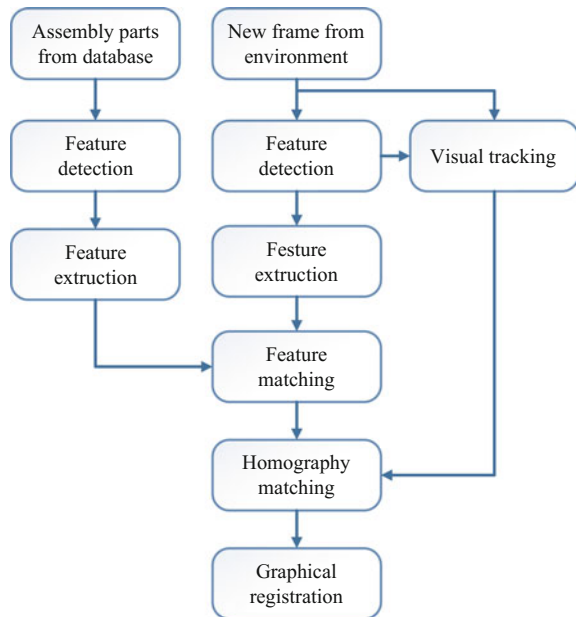 Assembly parts
from database
New frame from
environment
Feature
detection
Feature
detection
Visual tracking
Feature
extruction
Festure
extruction
Feature
matching
Homography
matching
Graphical
registration